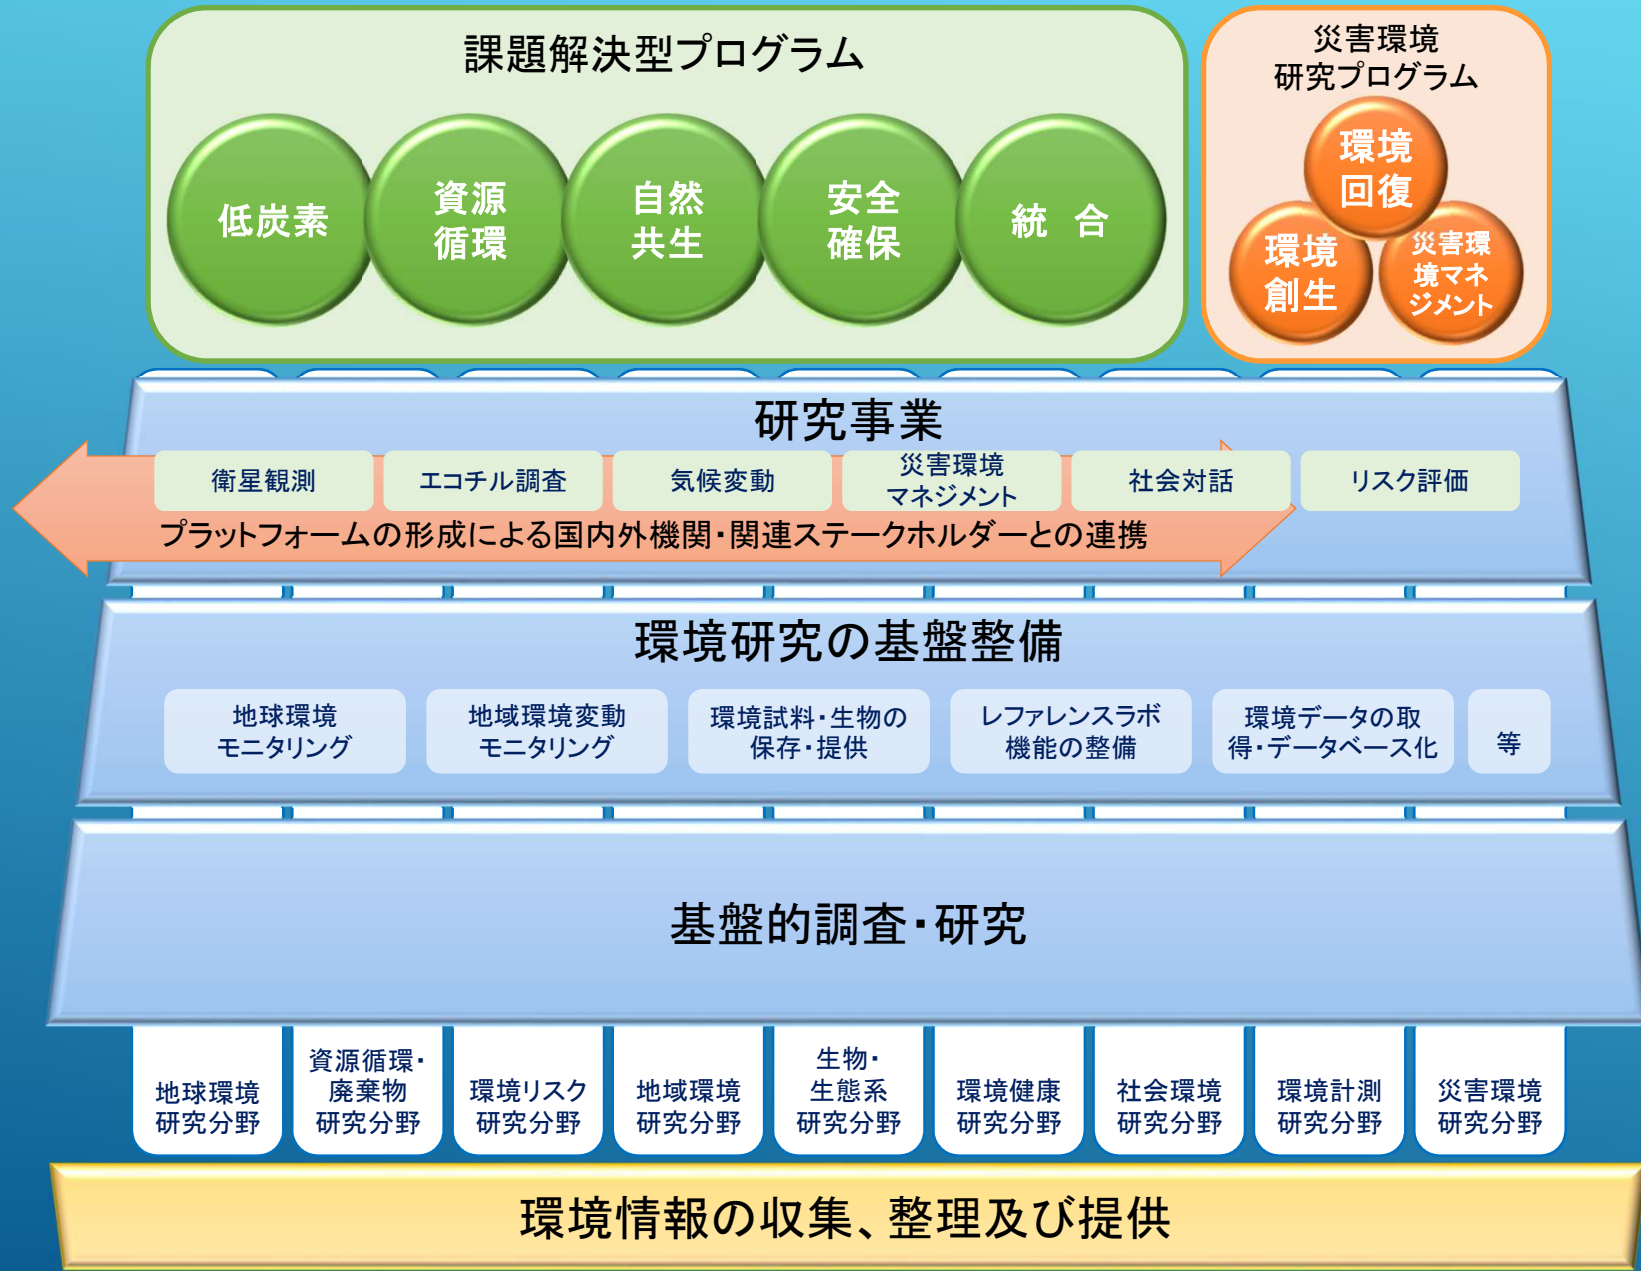 課題解決型プログラム
低炭素
資源
循環
自然
共生
安全
確保
統 合
災害環境
研究プログラム
環境
回復
環境
創生
災害環
境マネ
ジメント
研究事業
衛星観測
エコチル調査
気候変動
災害環境
マネジメント
社会対話
リスク評価
プラットフォームの形成による国内外機関・関連ステークホルダーとの連携
環境研究の基盤整備
地球環境
モニタリング
地域環境変動
モニタリング
環境試料・生物の
保存・提供
レファレンスラボ
機能の整備
環境データの取
得・データベース化
等
基盤的調査・研究
地球環境
研究分野
資源循環・
廃棄物
研究分野
環境リスク
研究分野
地域環境
研究分野
生物・
生態系
研究分野
環境健康
研究分野
社会環境
研究分野
環境計測
研究分野
災害環境
研究分野
環境情報の収集、整理及び提供